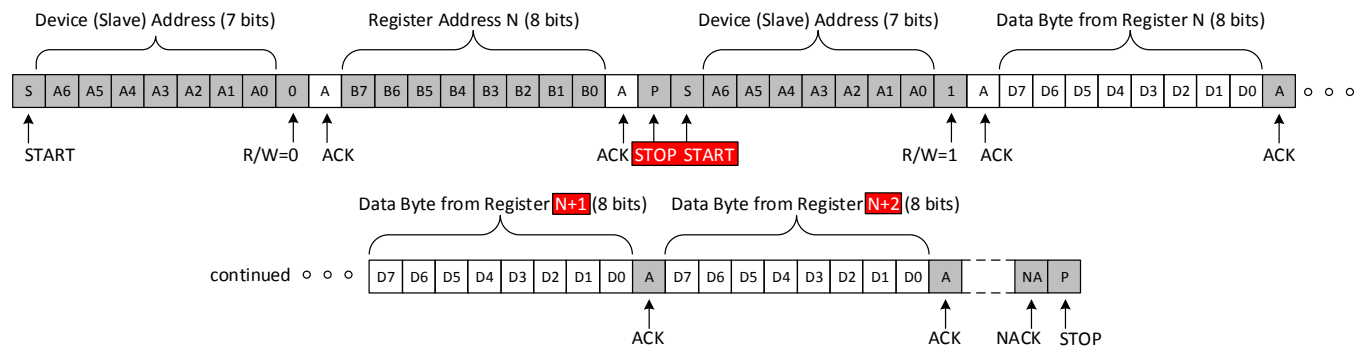 Device (Slave) Address (7 bits) Register Address N (8 bits) Device (Slave) Address (7 bits) Data Byte from Register N (8 bits)
S A6 A5 A4 A3 A2 A1 A0 0 A B7 B6 B5 B4 B3 B2 B1 B0 A P S A6 A5 A4 A3 A2 A1 A0 1 A D7 D6 D5 D4 D3 D2 D1 D0 A
START R/W=0 ACK ACK STOP START R/W=1 ACK ACK
Data Byte from Register N+1 (8 bits) Data Byte from Register N+2 (8 bits)
continued D7 D6 D5 D4 D3 D2 D1 D0 A D7 D6 D5 D4 D3 D2 D1 D0 A NA P
ACK ACK NACK STOP